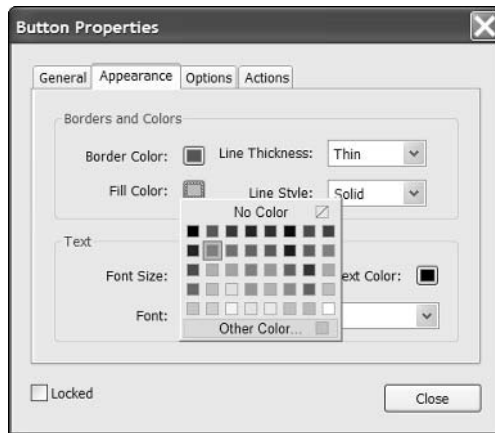 Button Properties
General Appearance Options Actions
Borders and Colors
Border Color: Line Thickness: Thin
Fill Color: Line Style: Solid
No Color
Text
Font Size: ext Color:
Font:
Other Color...
Locked Close